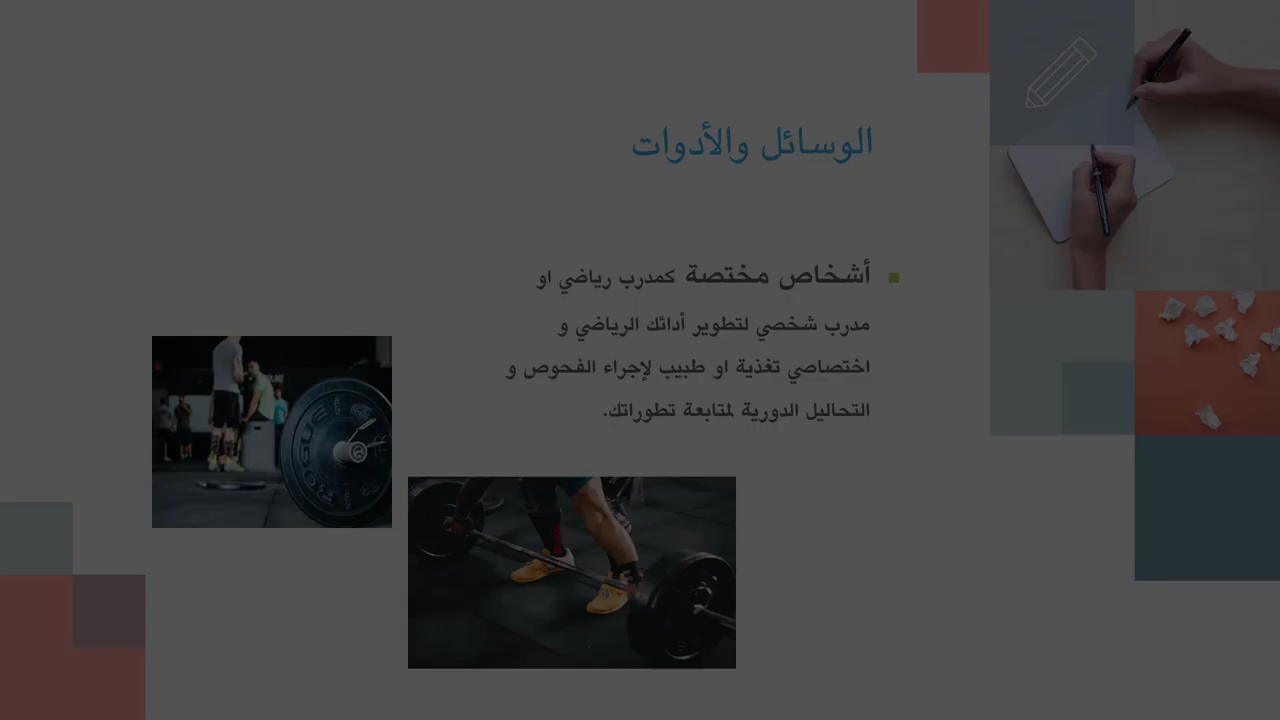 الوسائل والأدوات
أشخاص مختصة كمدرب رياضي او
مدرب شخصي لتطوير أدائك الرياضي و
اختصاصي تغذية او طبيب لإجراء الفحوص و
التحاليل الدورية لمتابعة تطوراتك.
ROGUE